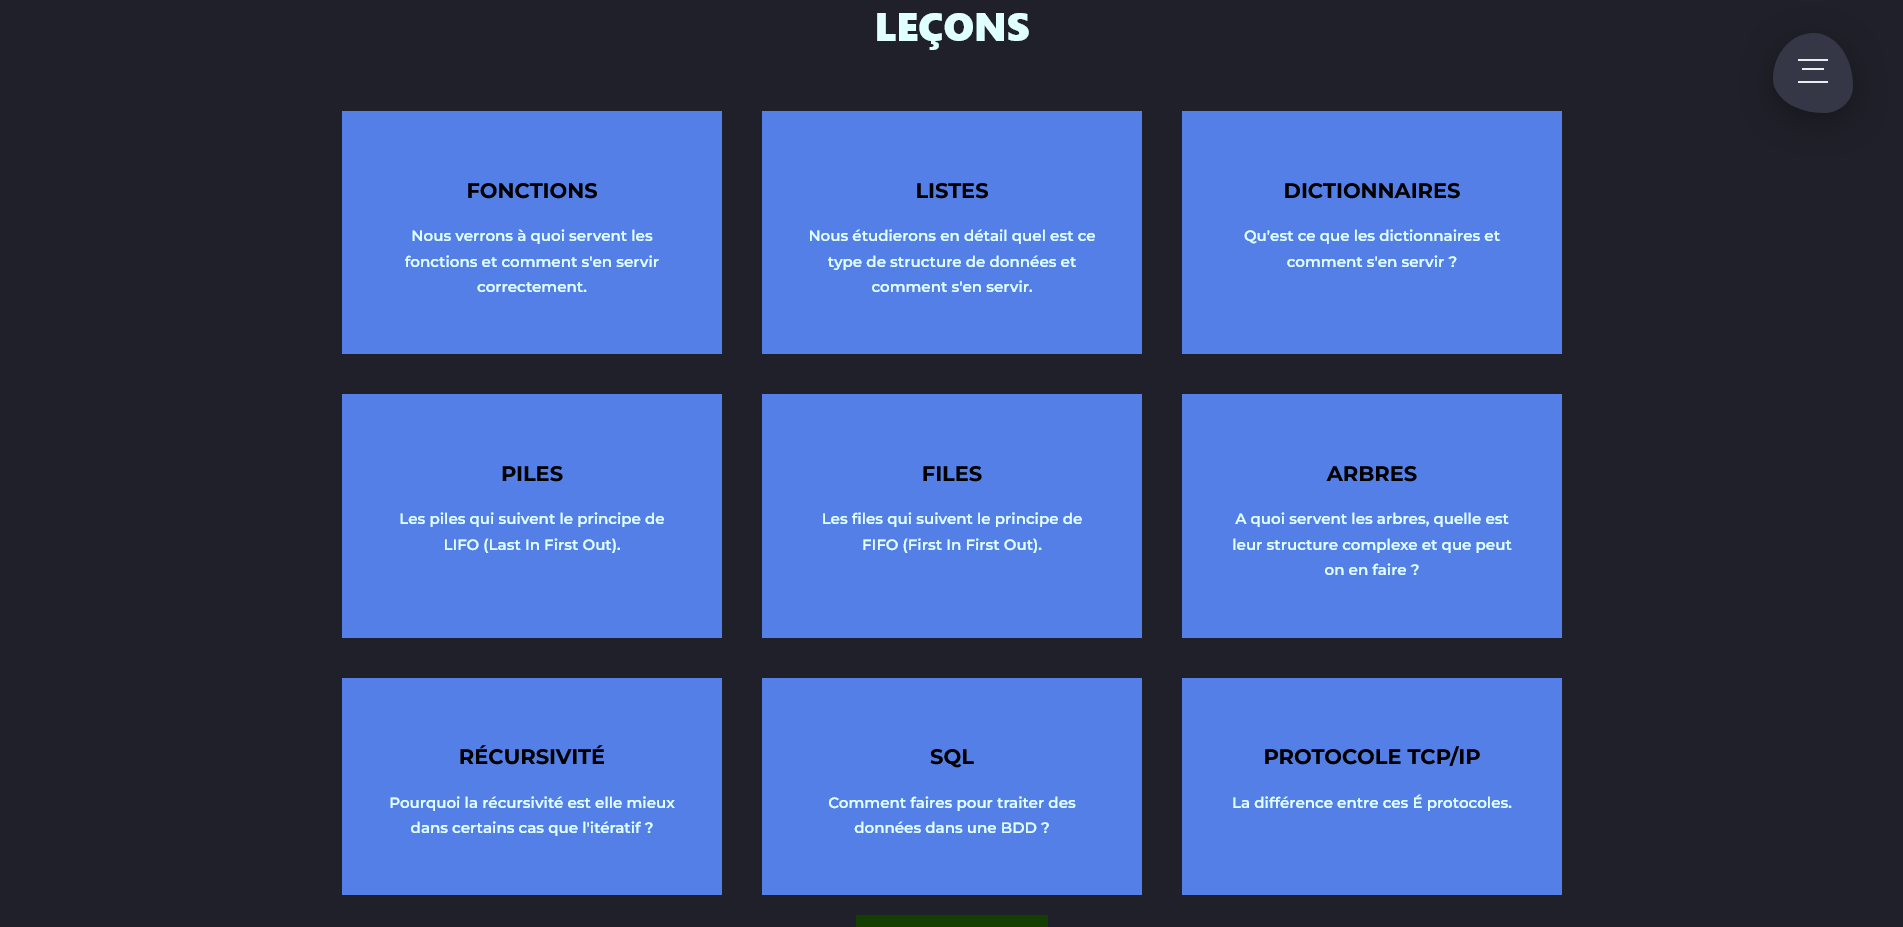 LEÇONS
FONCTIONS
Nous verrons à quoi servent les
fonctions et comment s'en servir
correctement.
LISTES
Nous étudierons en détail quel est ce
type de structure de données et
comment s'en servir.
DICTIONNAIRES
Qu'est ce que les dictionnaires et
comment s'en servir ?
PILES
Les piles qui suivent le principe de
LIFO (Last In First Out).
FILES
Les files qui suivent le principe de
FIFO (First In First Out).
ARBRES
A quoi servent les arbres, quelle est
leur structure complexe et que peut
on en faire ?
RÉCURSIVITÉ
Pourquoi la récursivité est elle mieux
dans certains cas que l'itératif ?
SQL
Comment faires pour traiter des
données dans une BDD ?
PROTOCOLE TCP/IP
La différence entre ces É protocoles.